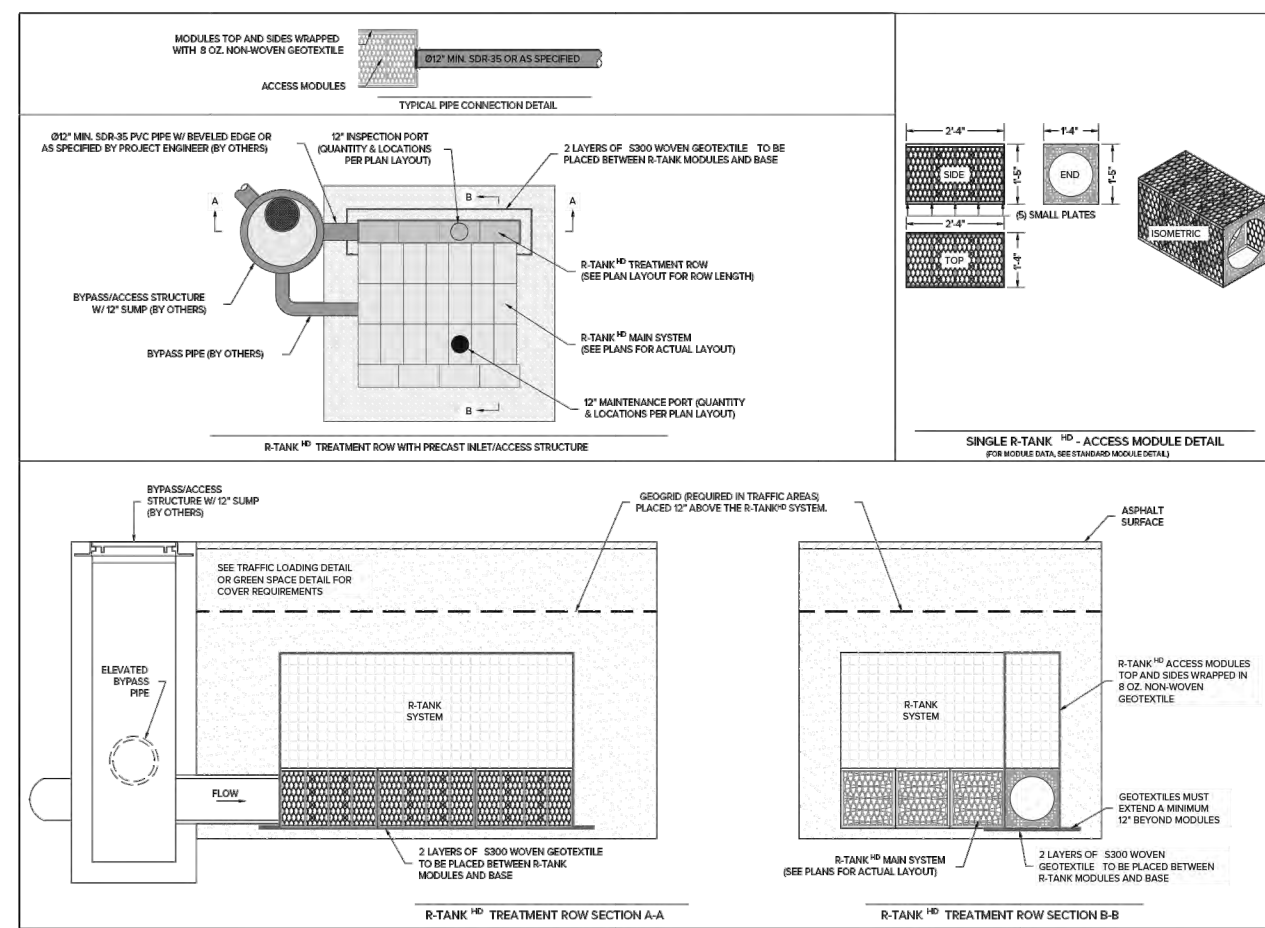 MODULES TOP AND SIDES WRAPPED
WITH 8 OZ. NON-WOVEN GEOTEXTILE
Ø12" MIN. SDR-35 OR AS SPECIFIED
ACCESS MODULES
TYPICAL PIPE CONNECTION DETAIL
Ø12" MIN. SDR-35 PVC PIPE W/ BEVELED EDGE OR
AS SPECIFIED BY PROJECT ENGINEER (BY OTHERS)
12" INSPECTION PORT
(QUANTITY & LOCATIONS
PER PLAN LAYOUT)
2 LAYERS OF S300 WOVEN GEOTEXTILE TO BE
PLACED BETWEEN R-TANK MODULES AND BASE
A
B
A
R-TANK HD TREATMENT ROW
(SEE PLAN LAYOUT FOR ROW LENGTH)
BYPASS/ACCESS STRUCTURE
W/ 12" SUMP (BY OTHERS)
BYPASS PIPE (BY OTHERS)
R-TANK HD MAIN SYSTEM
(SEE PLANS FOR ACTUAL LAYOUT)
12" MAINTENANCE PORT (QUANTITY
& LOCATIONS PER PLAN LAYOUT)
B
R-TANK HD TREATMENT ROW WITH PRECAST INLET/ACCESS STRUCTURE
2'-4"
1'-4"
SIDE
1'-5"
END
1'-5"
(5) SMALL PLATES
2'-4"
TOP
1'-4"
ISOMETRIC
SINGLE R-TANK HD - ACCESS MODULE DETAIL
(FOR MODULE DATA, SEE STANDARD MODULE DETAIL)
BYPASS/ACCESS
STRUCTURE W/ 12" SUMP
(BY OTHERS)
GEOGRID (REQUIRED IN TRAFFIC AREAS)
PLACED 12" ABOVE THE R-TANK HD SYSTEM.
ASPHALT
SURFACE
SEE TRAFFIC LOADING DETAIL
OR GREEN SPACE DETAIL FOR
COVER REQUIREMENTS
ELEVATED
BYPASS
PIPE
R-TANK
SYSTEM
FLOW
2 LAYERS OF S300 WOVEN GEOTEXTILE
TO BE PLACED BETWEEN R-TANK
MODULES AND BASE
R-TANK HD TREATMENT ROW SECTION A-A
R-TANK
SYSTEM
R-TANK HD ACCESS MODULES
TOP AND SIDES WRAPPED IN
8 OZ. NON-WOVEN
GEOTEXTILE
GEOTEXTILES MUST
EXTEND A MINIMUM
12" BEYOND MODULES
R-TANK HD MAIN SYSTEM
(SEE PLANS FOR ACTUAL LAYOUT)
2 LAYERS OF S300 WOVEN
GEOTEXTILE TO BE PLACED BETWEEN
R-TANK MODULES AND BASE
R-TANK HD TREATMENT ROW SECTION B-B